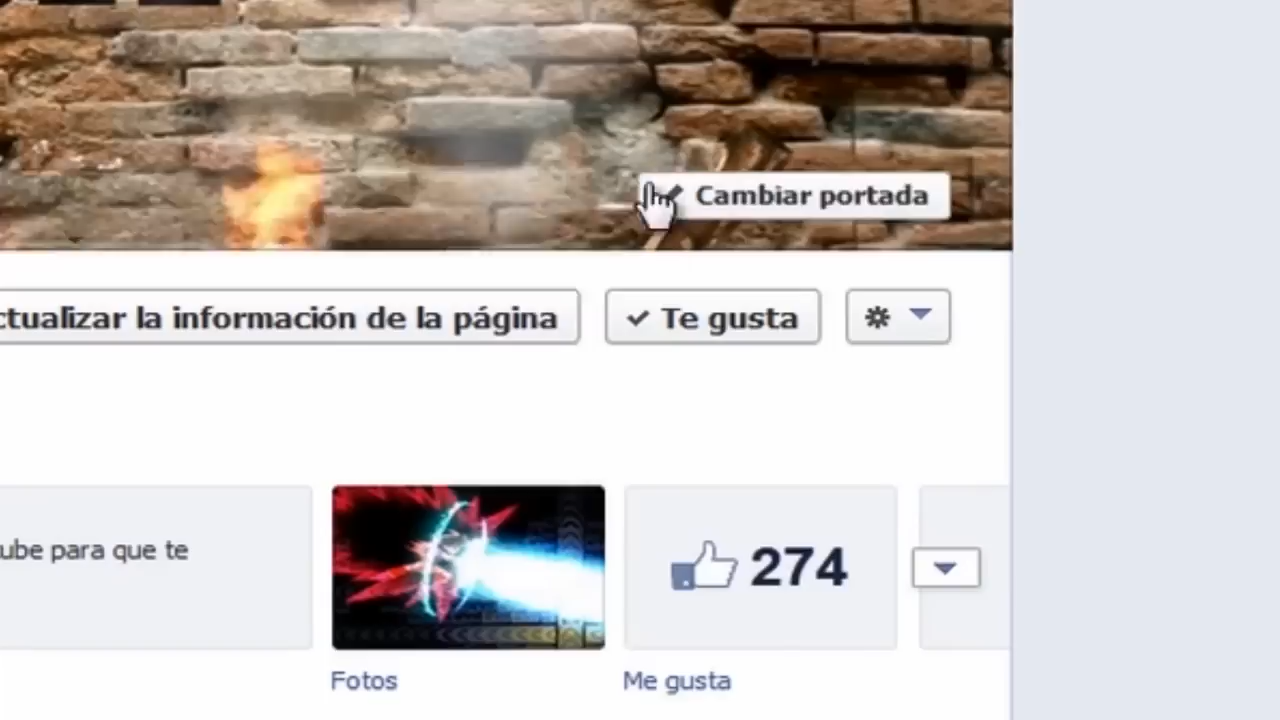 Cambiar portada
ctualizar la información de la página
Te gusta
ube para que te
274
Fotos
Me gusta